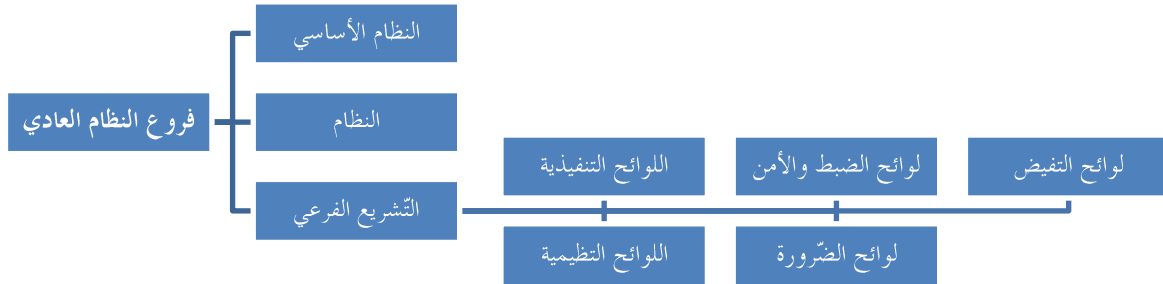 فروع النظام العادي
النظام الأساسي
النظام
التّشريع الفرعي
اللوائح التنفيذية
اللوائح التظيمية
لوائح الضبط والأمن
لوائح الضّرورة
لوائح التفيض